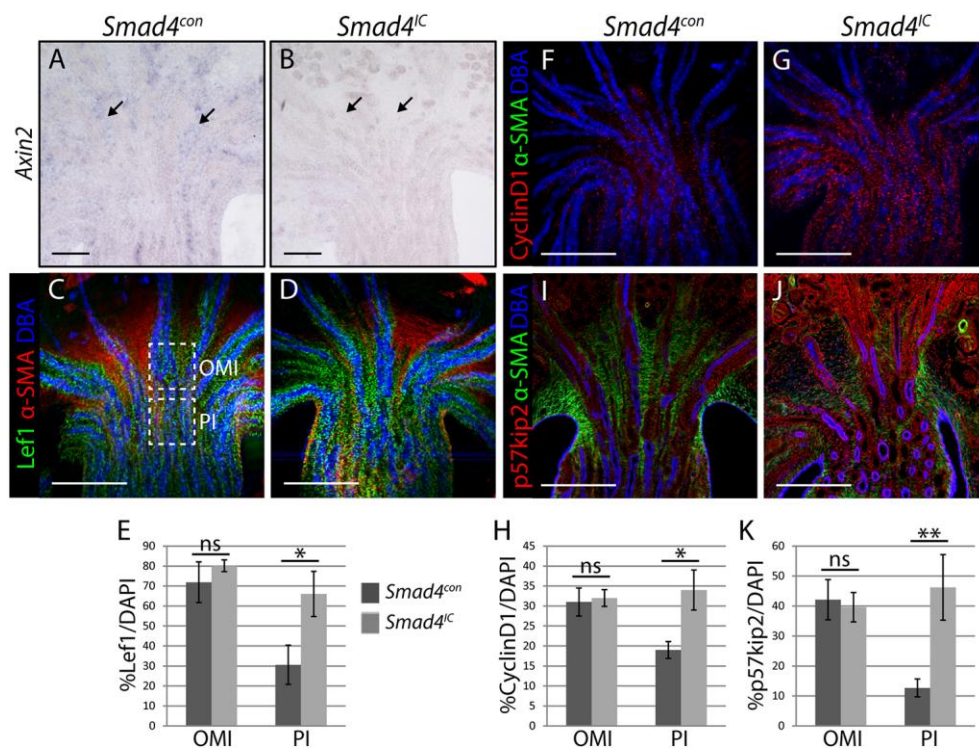 Smad4con Smad4IC Smad4con Smad4IC
A B F G
Axin2
CyclinD1 α-SMA DBA
C D I J
Lef1 α-SMA DBA
OMI
PI
p57kip2 α-SMA DBA
E
%Lef1/DAPI
90
80
70
60
50
40
30
20
10
0
ns *
OMI PI
Smad4con
Smad4IC
H
%CyclinD1/DAPI
45
40
35
30
25
20
15
10
5
0
ns *
OMI PI
K
%p57kip2/DAPI
60
50
40
30
20
10
0
ns **
OMI PI